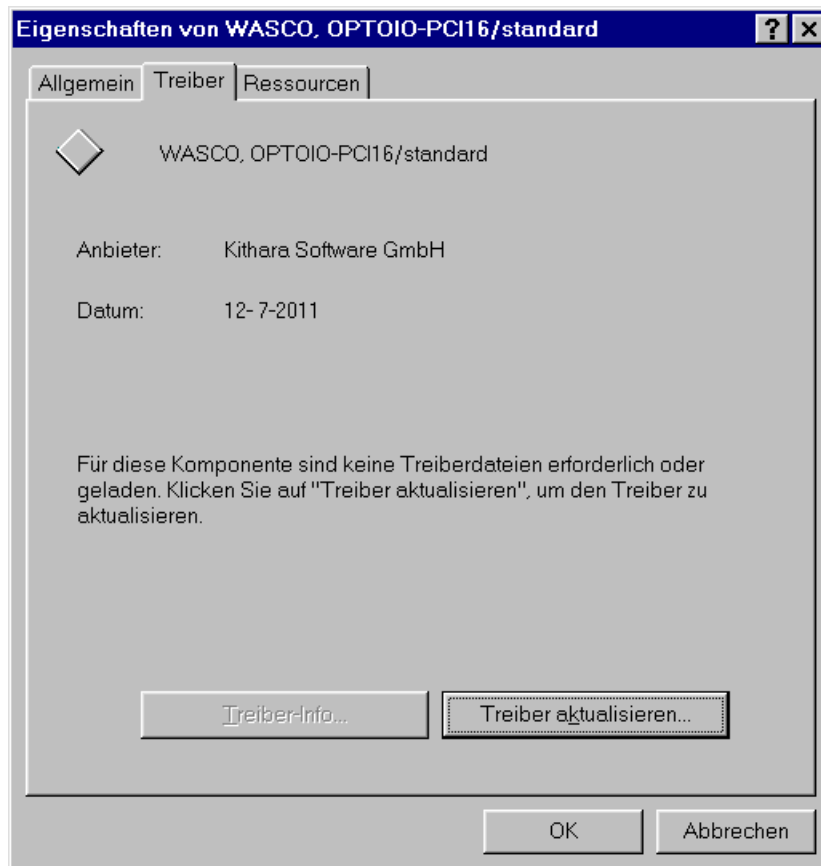 Eigenschaften von WASCO, OPTOIO-PCI16/standard
Allgemein Treiber Ressourcen
WASCO, OPTOIO-PCI16/standard
Anbieter: Kithara Software GmbH
Datum: 12- 7-2011
Für diese Komponente sind keine Treiberdateien erforderlich oder
geladen. Klicken Sie auf "Treiber aktualisieren", um den Treiber zu
aktualisieren.
Treiber-Info... Treiber aktualisieren...
OK Abbrechen